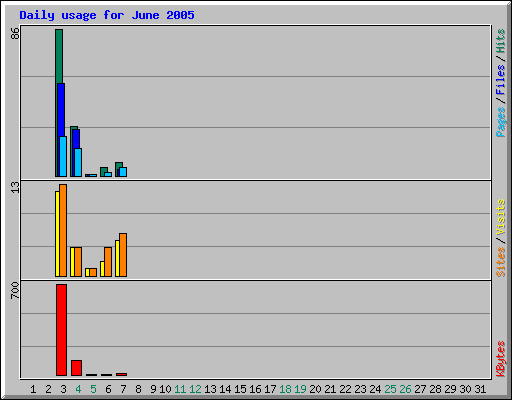 Daily usage for June 2005
86
Pages/Files/Hits
13
Sites/Visits
700
KBytes
1 2 3 4 5 6 7 8 9 10 11 12 13 14 15 16 17 18 19 20 21 22 23 24 25 26 27 28 29 30 31